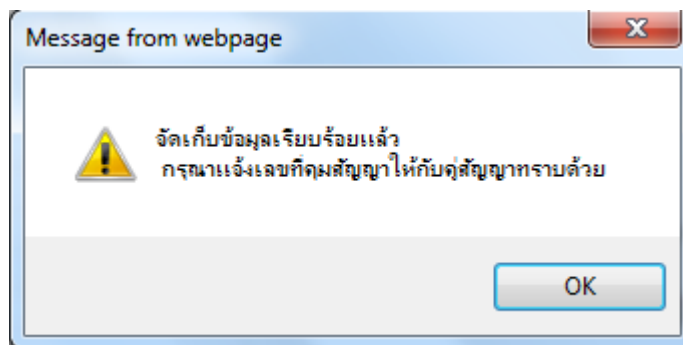 Message from webpage
จัดเก็บข้อมูลเรียบร้อยแล้ว
กรุณาแจ้งเลขที่คุมสัญญาให้กับคู่สัญญาทราบด้วย
OK